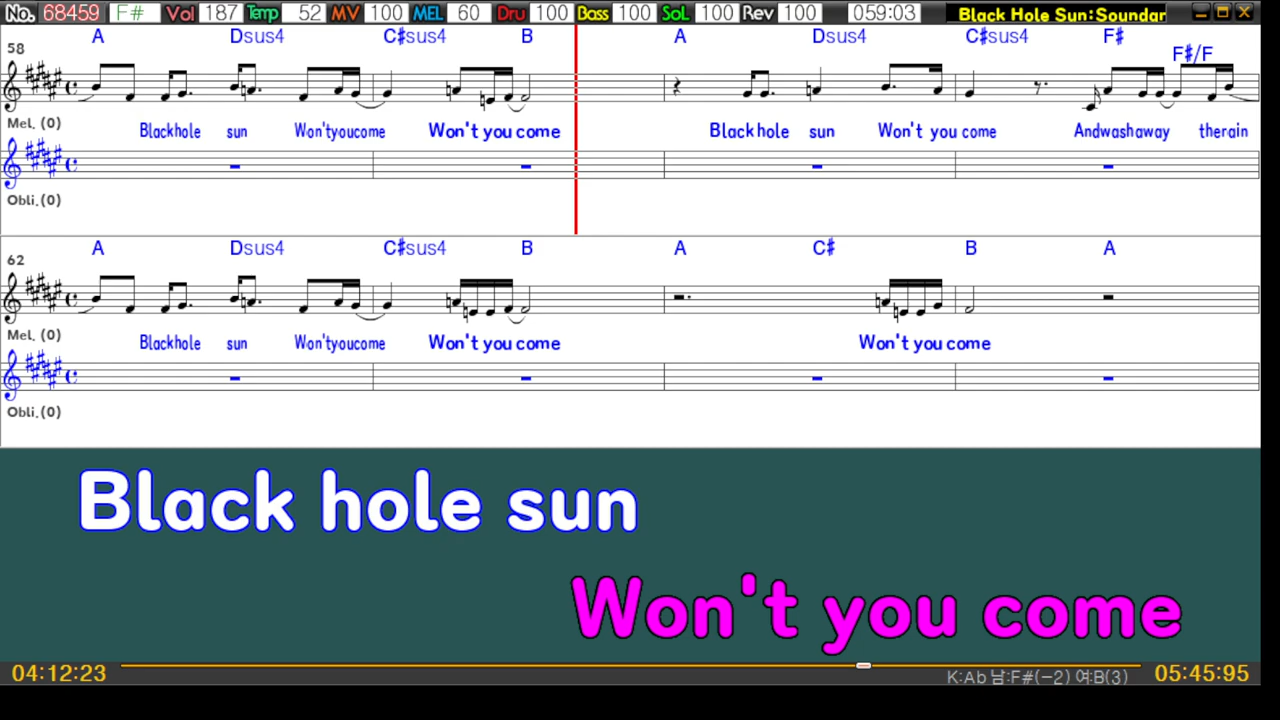 No. 68459 F# Vol 187 Temp 52 MV 100 MEL 60 Dru 100 Bass 100 SoL 100 Rev 100 059:03 Black Hole Sun:Soundar
A Dsus4 C#sus4 B A Dsus4 C#sus4 F# F#/F
58
Mel. (0)
Blackhole sun Won'tyoucome Won't you come Blackhole sun Won't you come Andwashaway therain
Obli.(0)
A Dsus4 C#sus4 B A C# B A
62
Mel. (0)
Blackhole sun Won'tyoucome Won't you come Won't you come
Obli.(0)
Black hole sun
Won't you come
04:12:23 K:Ab 남:F#(-2) 여:B(3) 05:45:95